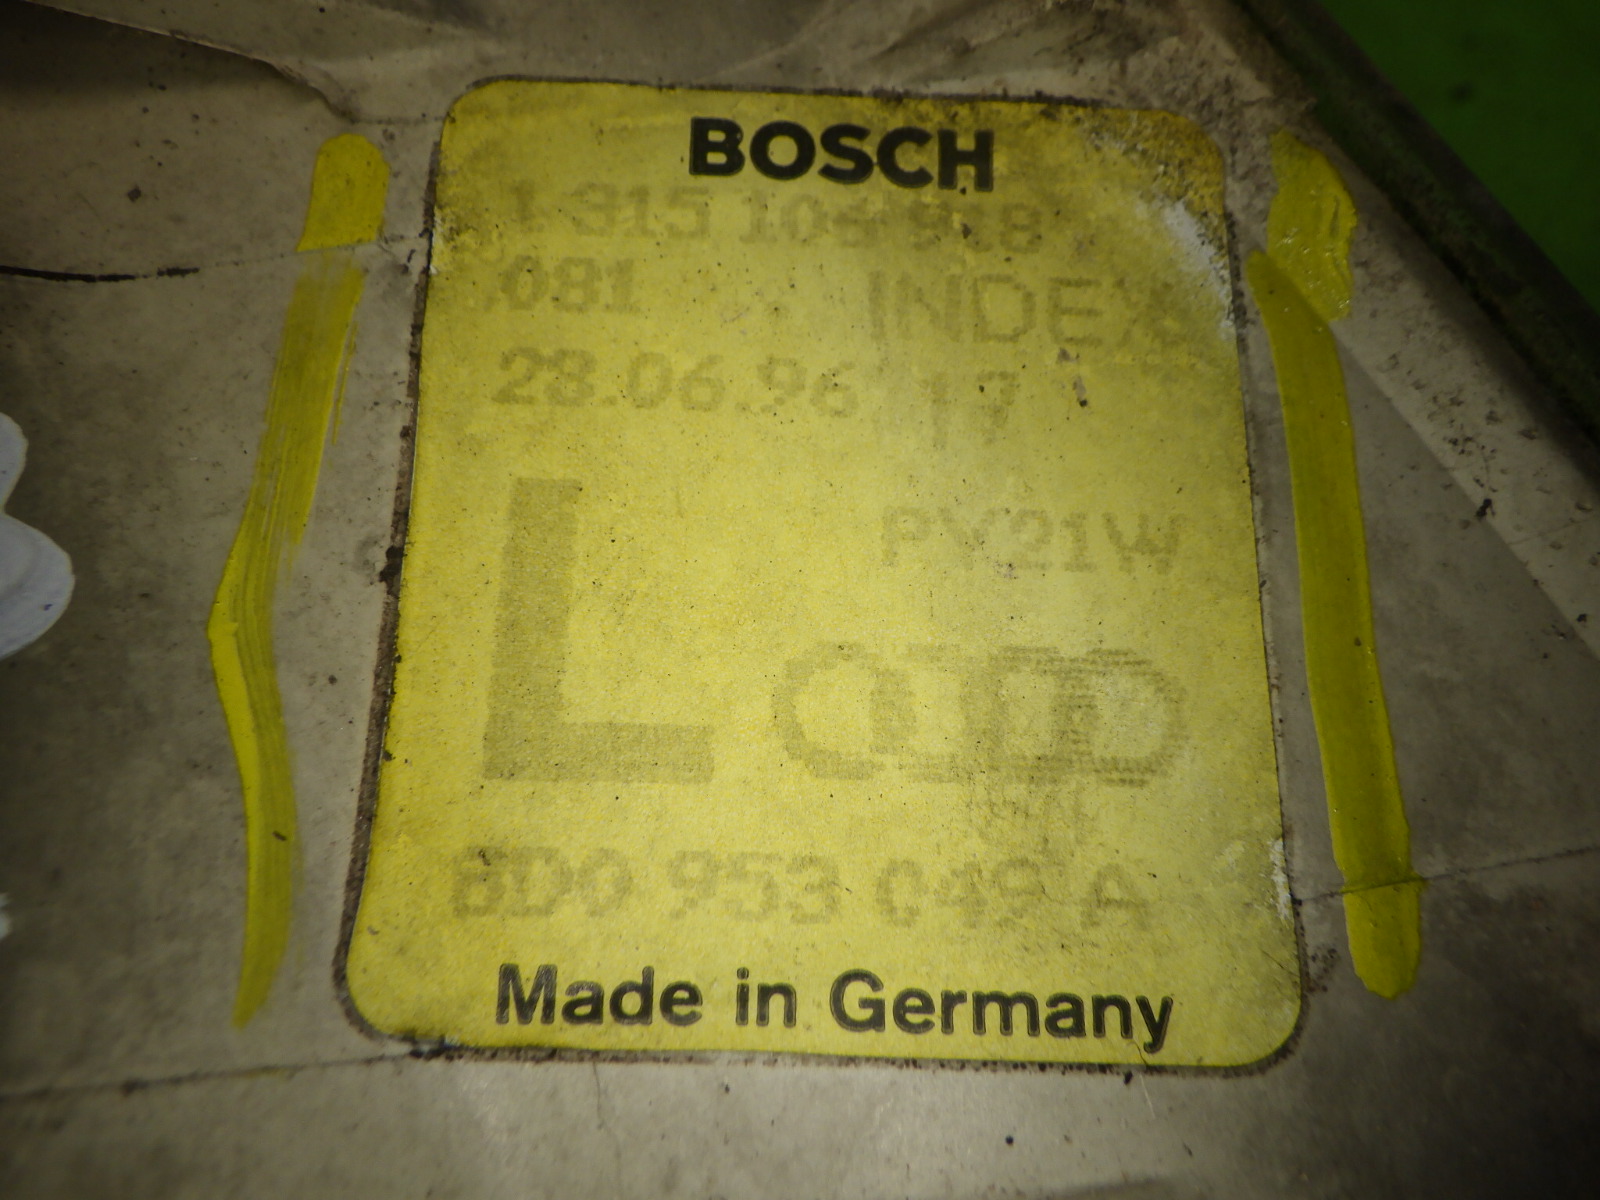 BOSCH
1 315 10
081 INDEX
23.06.96 17
L PY21W
8D0 953 049 A
Made in Germany